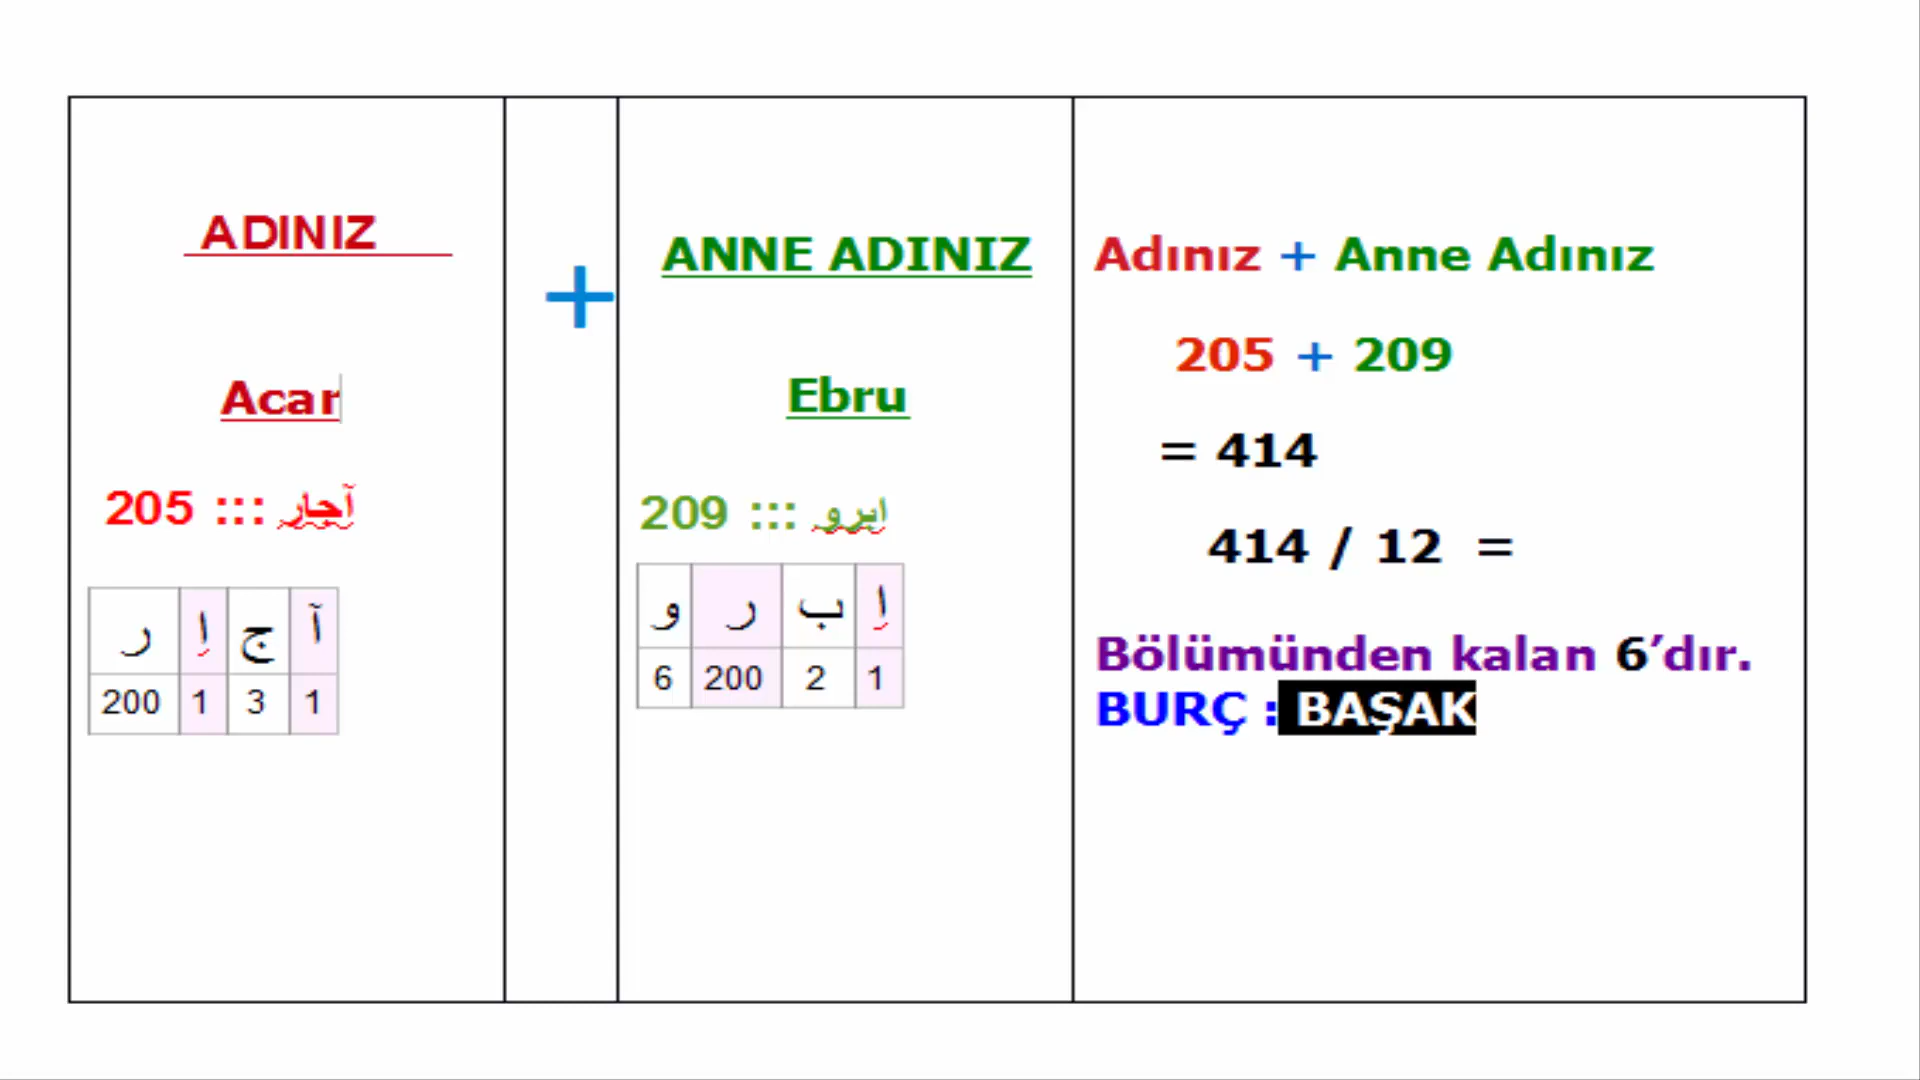 ADINIZ
Acar
205 ::: آجار
ر إ ج آ
200 1 3 1
+
ANNE ADINIZ
Ebru
209 ::: ابرو
و ر ب إ
6 200 2 1
Adınız + Anne Adınız
205 + 209
= 414
414 / 12 =
Bölümünden kalan 6’dır.
BURÇ : BAŞAK